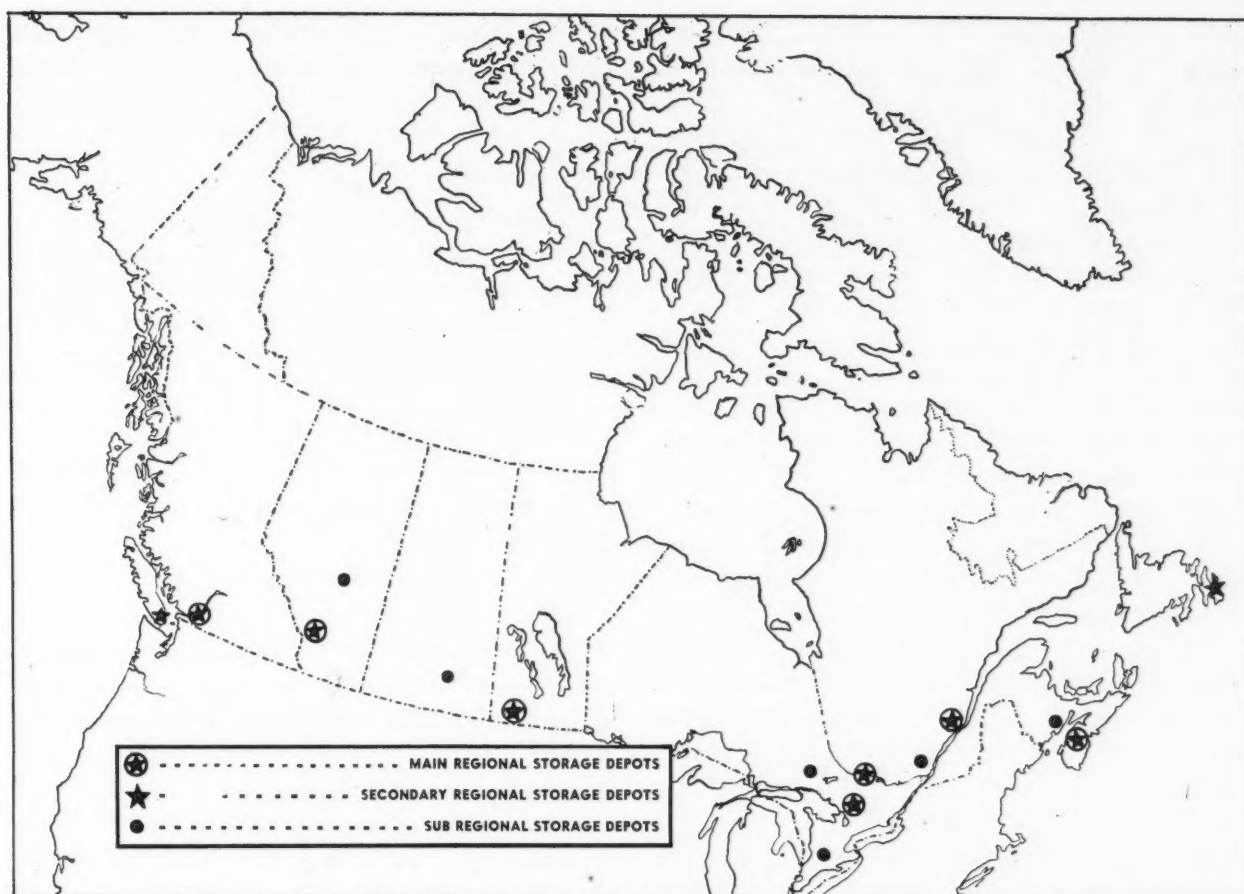 MAIN REGIONAL STORAGE DEPOTS
SECONDARY REGIONAL STORAGE DEPOTS
SUB REGIONAL STORAGE DEPOTS